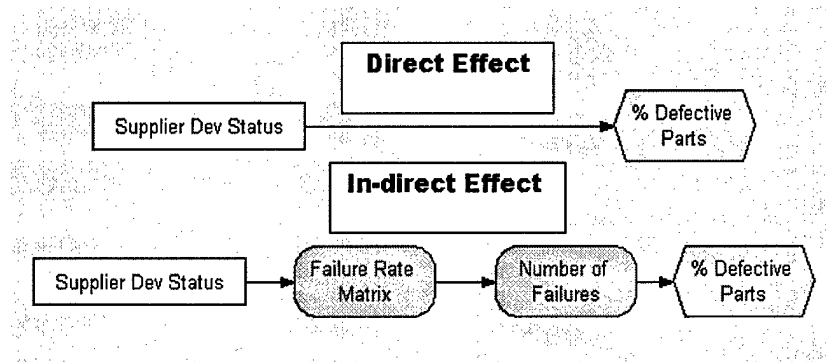 Direct Effect
Supplier Dev Status
% Defective
Parts
In-direct Effect
Supplier Dev Status
Failure Rate
Matrix
Number of
Failures
% Defective
Parts